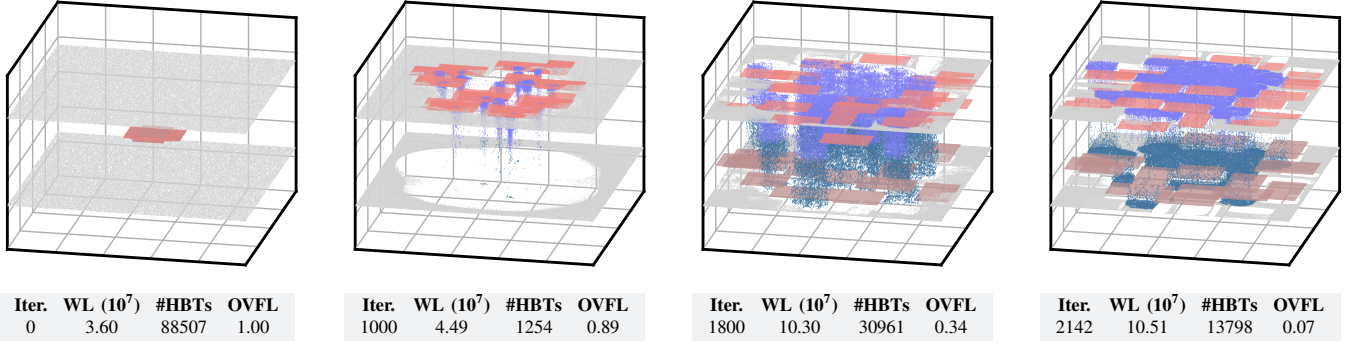 Iter. WL (10⁷) #HBTs OVFL
0 3.60 88507 1.00
Iter. WL (10⁷) #HBTs OVFL
1000 4.49 1254 0.89
Iter. WL (10⁷) #HBTs OVFL
1800 10.30 30961 0.34
Iter. WL (10⁷) #HBTs OVFL
2142 10.51 13798 0.07